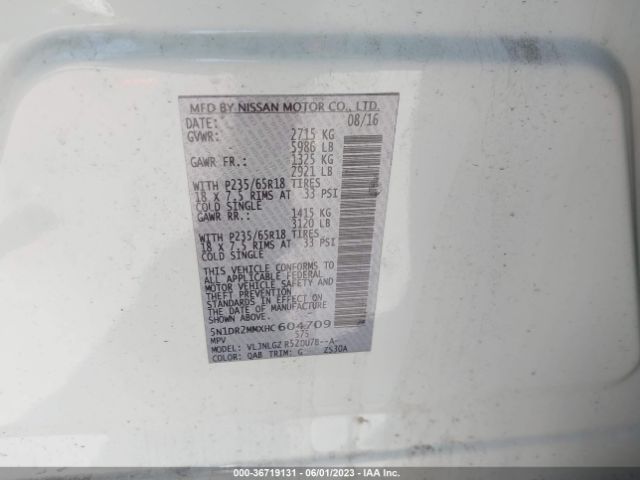 MFD BY NISSAN MOTOR CO., LTD.
DATE: 08/16
GVWR: 2715 KG
5986 LB
GAWR FR.: 1325 KG
2921 LB
WITH P235/65R18 TIRES
18 X 7.5 RIMS AT 33 PSI
COLD SINGLE
GAWR RR.: 1415 KG
3120 LB
WITH P235/65R18 TIRES
18 X 7.5 RIMS AT 33 PSI
COLD SINGLE
THIS VEHICLE CONFORMS TO
ALL APPLICABLE FEDERAL
MOTOR VEHICLE SAFETY AND
THEFT PREVENTION
STANDARDS IN EFFECT ON
THE DATE OF MANUFACTURE
SHOWN ABOVE.
5N1DR2MMXHC604709
MPV 575
MODEL: VLJNLGZ R52DU7B--A-
COLOR: QAB TRIM: G ZS30A
000-36719131 - 06/01/2023 - © IAA Inc.